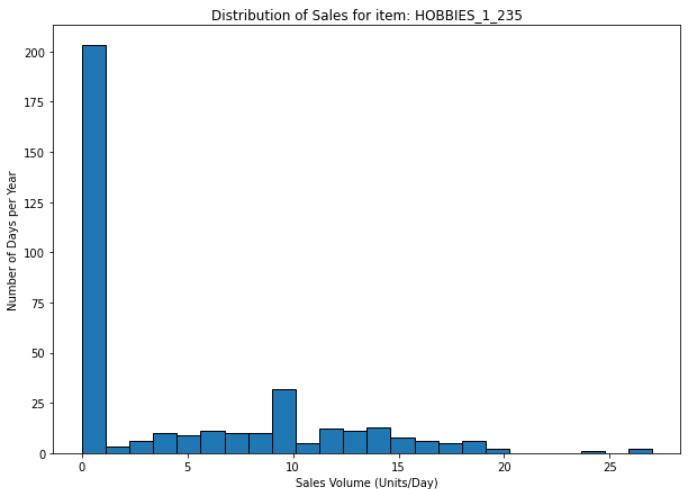 Distribution of Sales for item: HOBBIES_1_235
Number of Days per Year
200
175
150
125
100
75
50
25
0
0 5 10 15 20 25
Sales Volume (Units/Day)